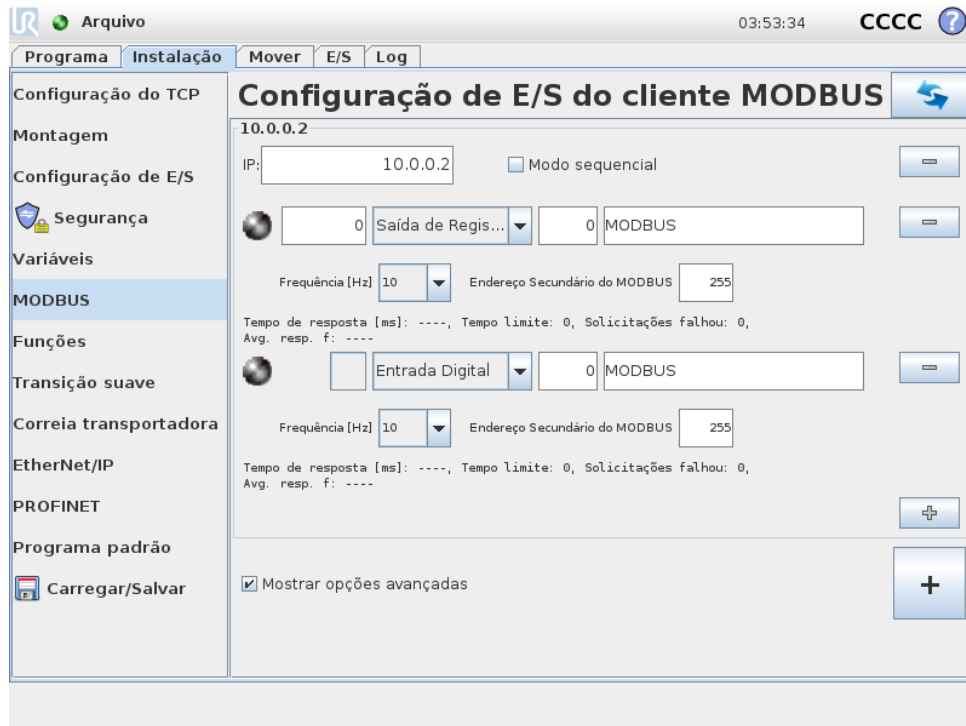 UR Arquivo 03:53:34 CCCC ?
Programa Instalação Mover E/S Log
Configuração do TCP
Montagem
Configuração de E/S
Segurança
Variáveis
MODBUS
Funções
Transição suave
Correia transportadora
EtherNet/IP
PROFINET
Programa padrão
Carregar/Salvar
Configuração de E/S do cliente MODBUS
10.0.0.2
IP: 10.0.0.2 Modo sequencial
0 Saída de Regis... 0 MODBUS
Frequência [Hz] 10 Endereço Secundário do MODBUS 255
Tempo de resposta [ms]: ----, Tempo limite: 0, Solicitações falhou: 0,
Avg. resp. f: ----
Entrada Digital 0 MODBUS
Frequência [Hz] 10 Endereço Secundário do MODBUS 255
Tempo de resposta [ms]: ----, Tempo limite: 0, Solicitações falhou: 0,
Avg. resp. f: ----
Mostrar opções avançadas